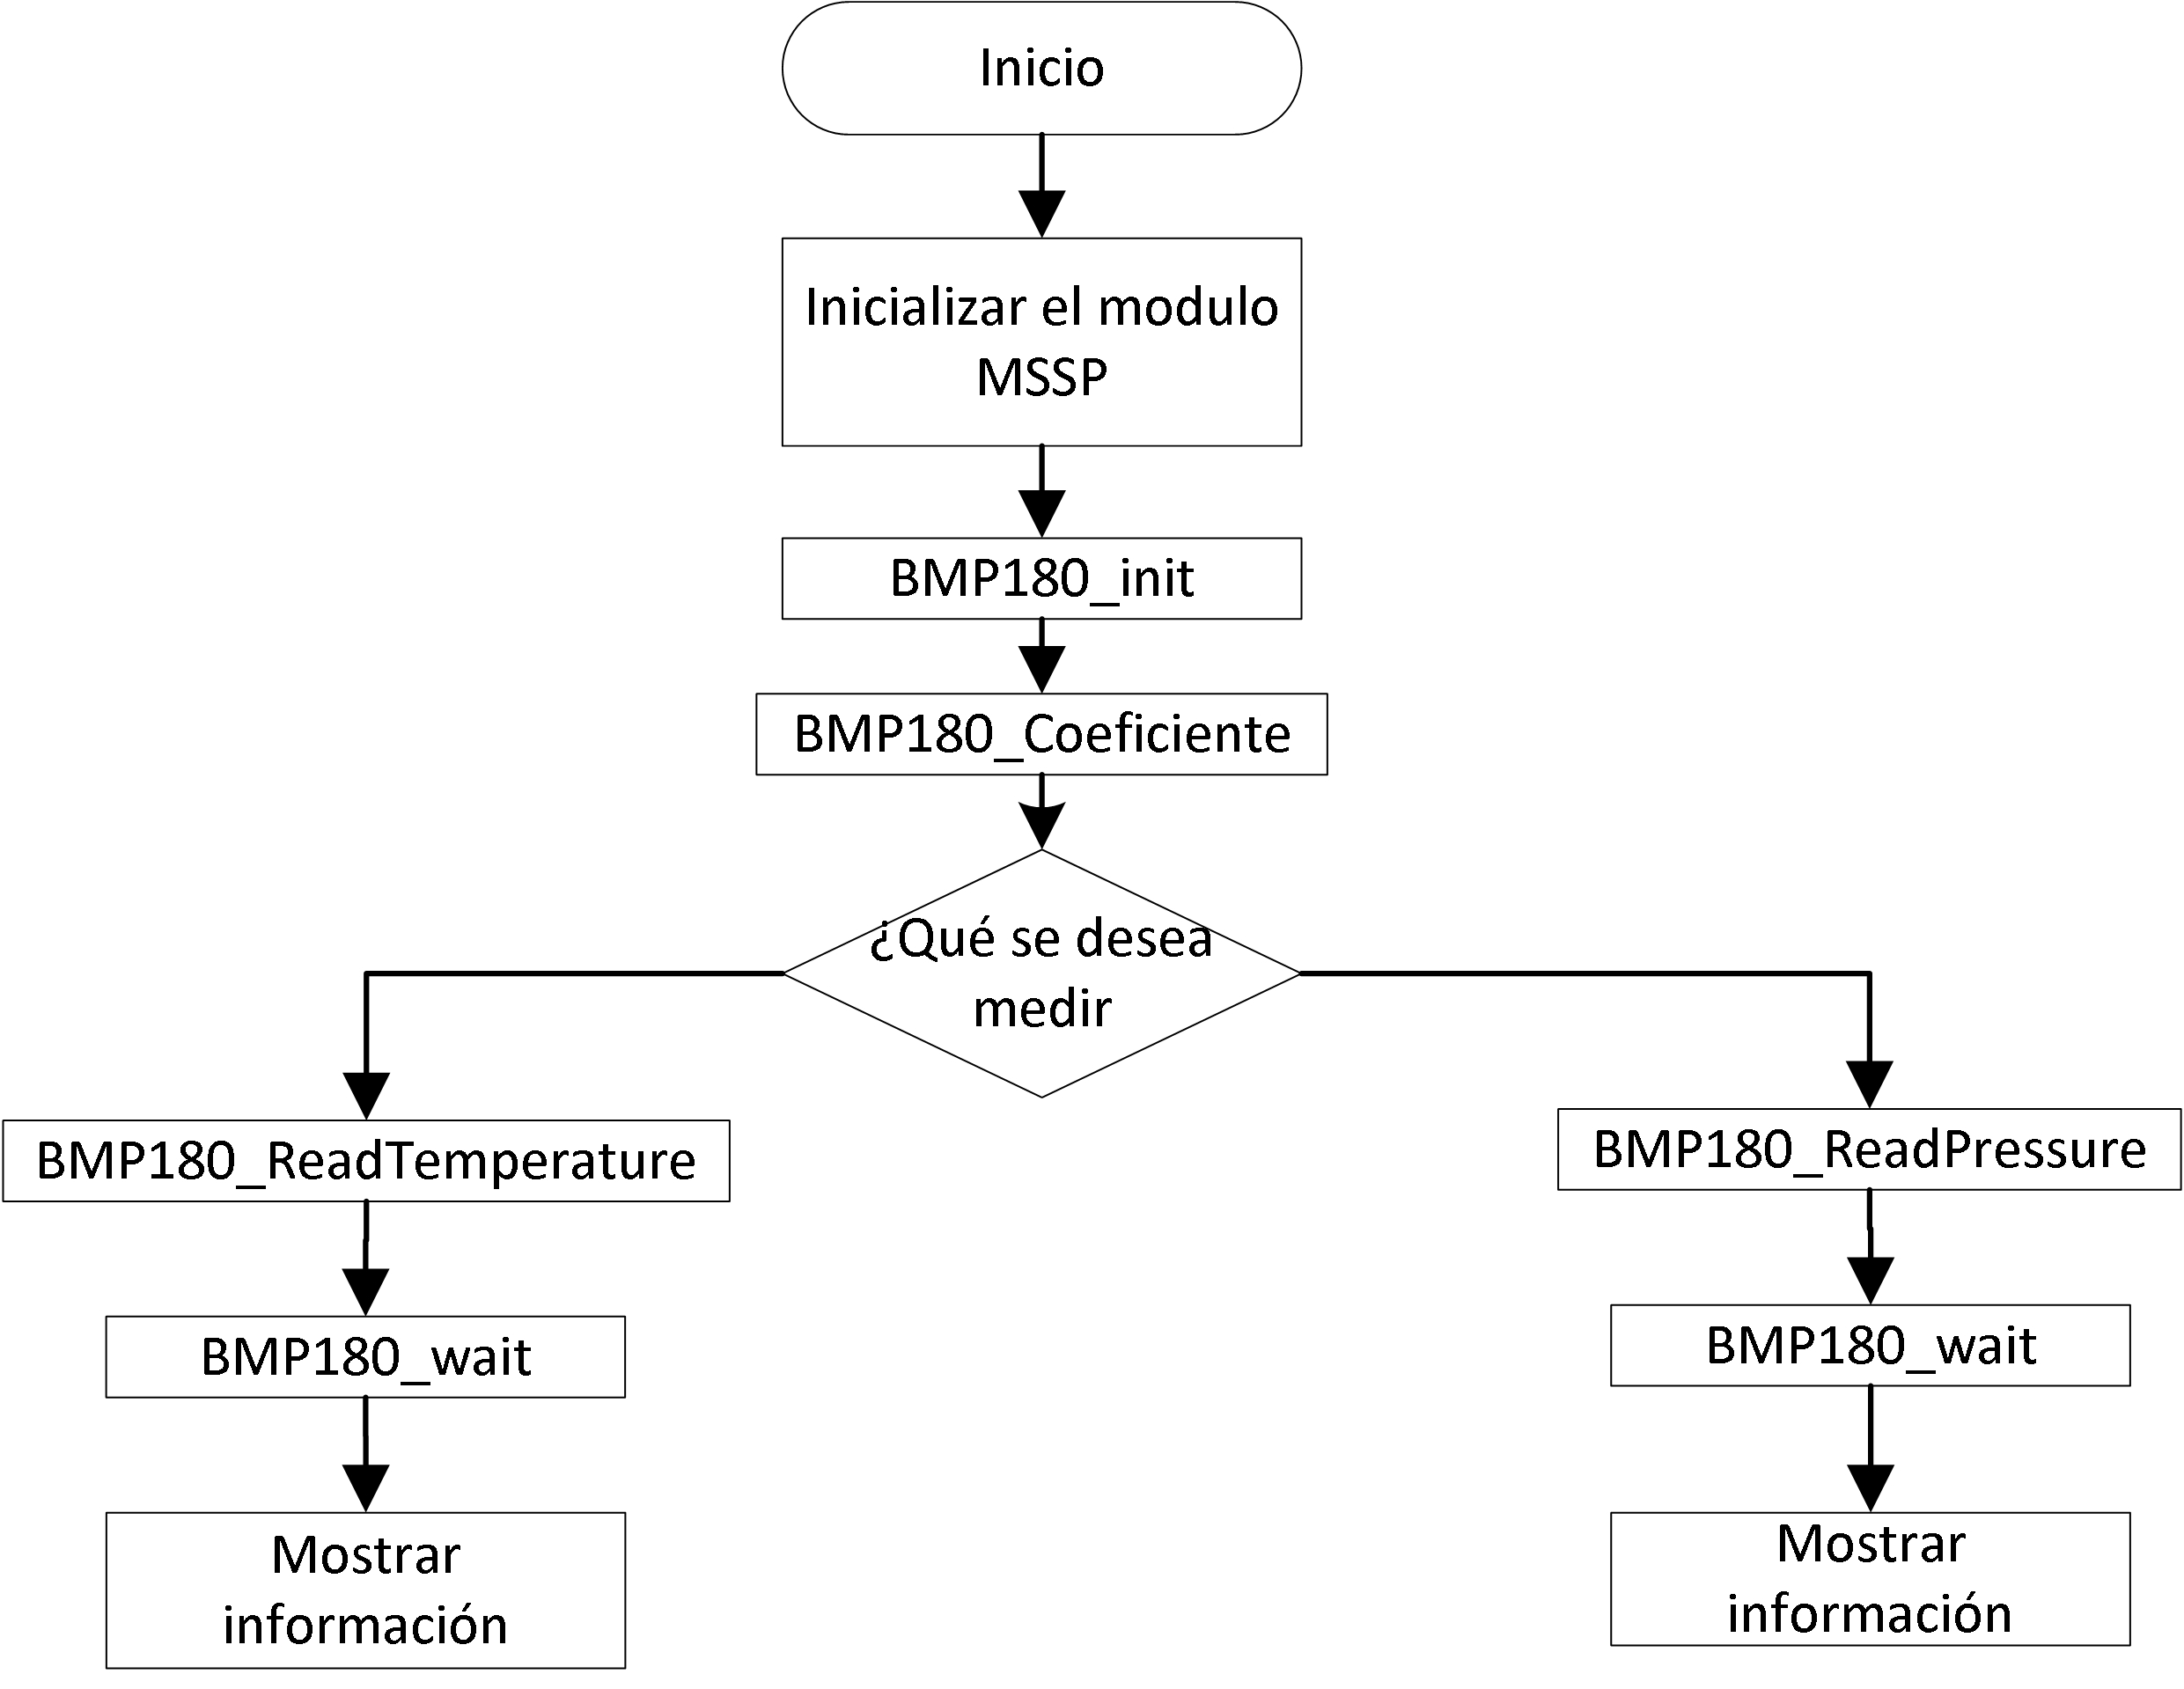 Inicio
Inicializar el modulo
MSSP
BMP180_init
BMP180_Coeficiente
¿Qué se desea
medir
BMP180_ReadTemperature
BMP180_wait
Mostrar
información
BMP180_ReadPressure
BMP180_wait
Mostrar
información